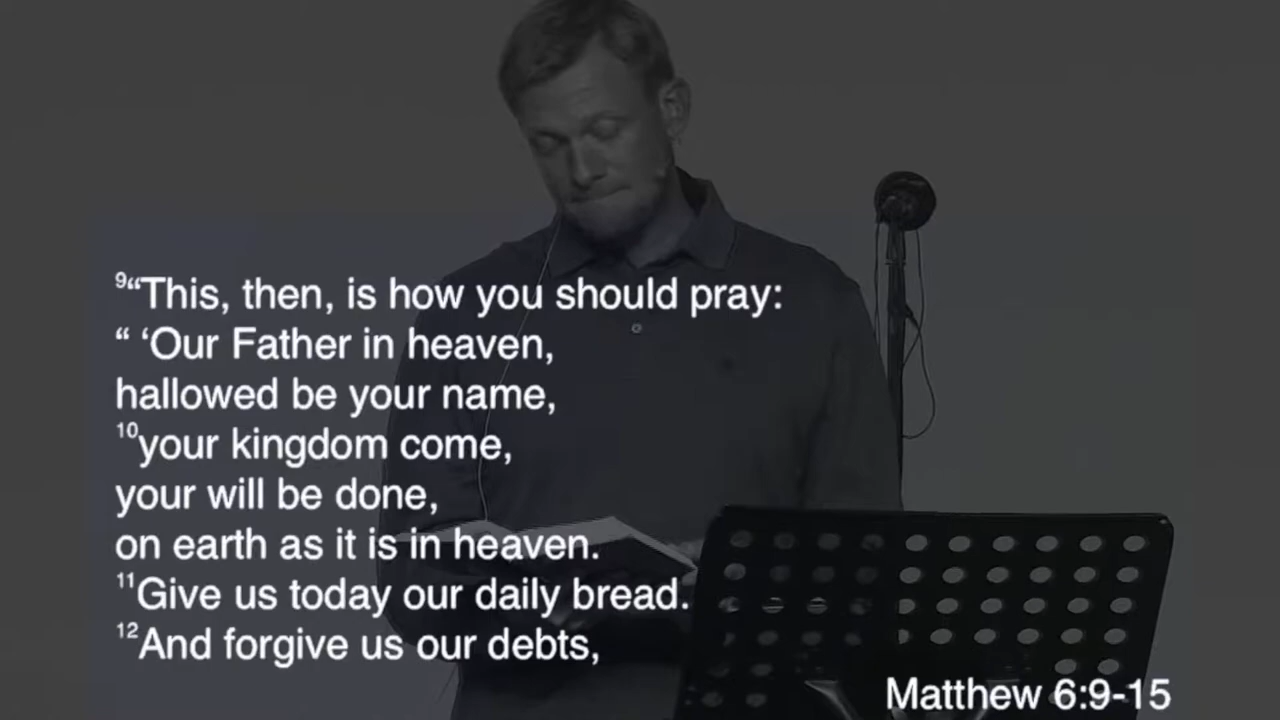 ⁹“This, then, is how you should pray:
“ ‘Our Father in heaven,
hallowed be your name,
¹⁰your kingdom come,
your will be done,
on earth as it is in heaven.
¹¹Give us today our daily bread.
¹²And forgive us our debts,
Matthew 6:9-15